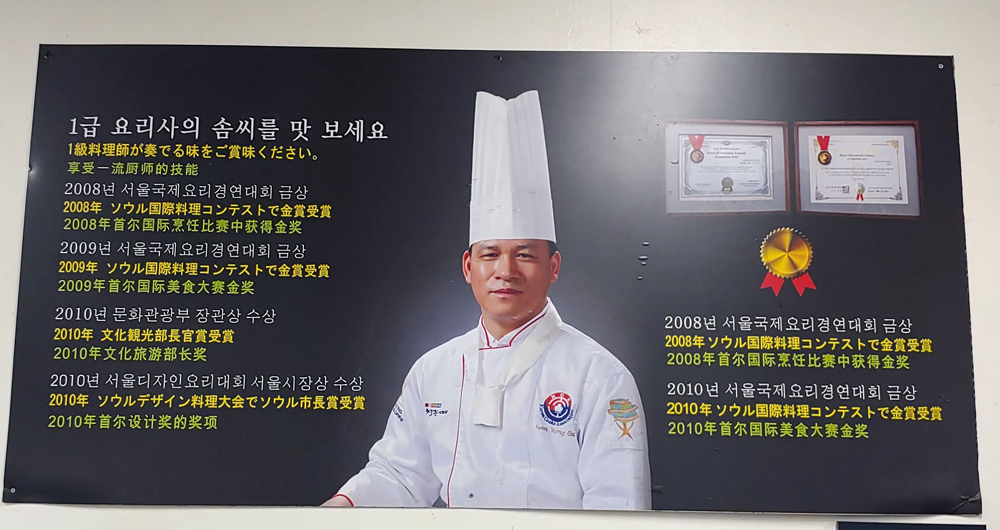 1급 요리사의 솜씨를 맛 보세요
1級料理師が奏でる味をご賞味ください。
享受一流厨师的技能
2008년 서울국제요리경연대회 금상
2008年 ソウル国際料理コンテストで金賞受賞
2008年首尔国际烹饪比赛中获得金奖
2009년 서울국제요리경연대회 금상
2009年 ソウル国際料理コンテストで金賞受賞
2009年首尔国际美食大赛金奖
2010년 문화관광부 장관상 수상
2010年 文化観光部長官賞受賞
2010年文化旅游部长奖
2010년 서울디자인요리대회 서울시장상 수상
2010年 ソウルデザイン料理大会でソウル市長賞受賞
2010年首尔设计奖的奖项
2008년 서울국제요리경연대회 금상
2008年ソウル国際料理コンテストで金賞受賞
2008年首尔国际烹饪比赛中获得金奖
2010년 서울국제요리경연대회 금상
2010年ソウル国際料理コンテストで金賞受賞
2010年首尔国际美食大赛金奖